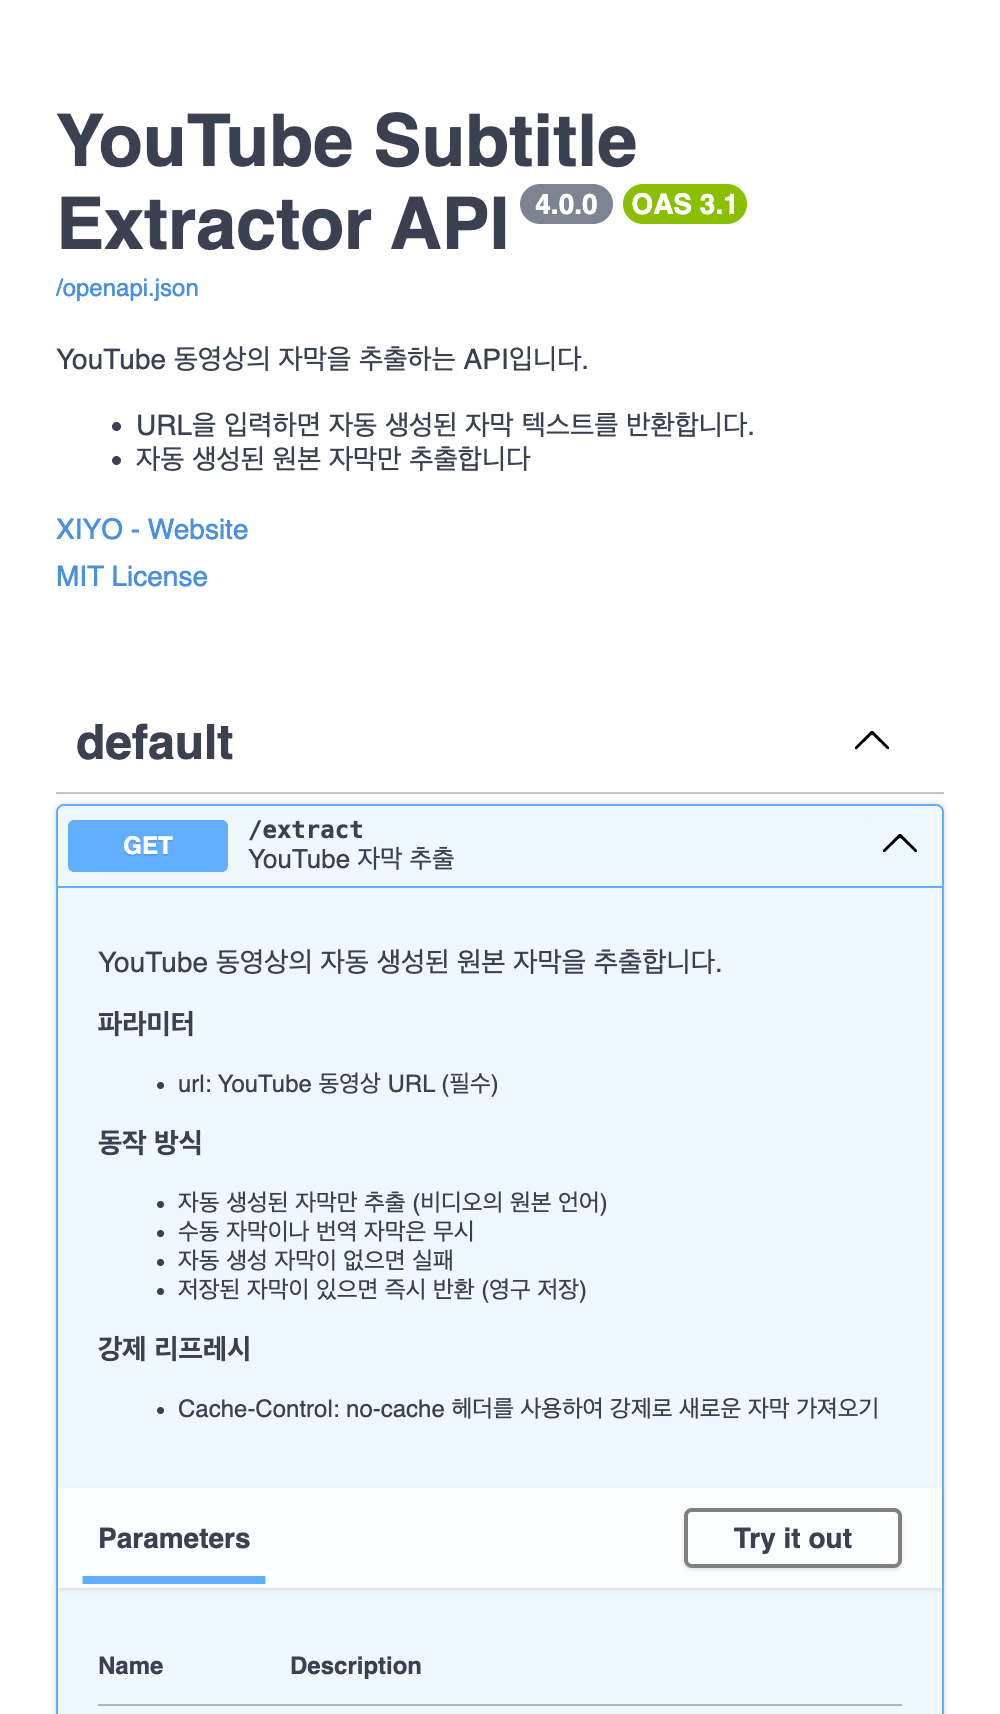 YouTube Subtitle
Extractor API 4.0.0 OAS 3.1
/openapi.json
YouTube 동영상의 자막을 추출하는 API입니다.
• URL을 입력하면 자동 생성된 자막 텍스트를 반환합니다.
• 자동 생성된 원본 자막만 추출합니다
XIYO - Website
MIT License
default
GET /extract
YouTube 자막 추출
YouTube 동영상의 자동 생성된 원본 자막을 추출합니다.
파라미터
• url: YouTube 동영상 URL (필수)
동작 방식
• 자동 생성된 자막만 추출 (비디오의 원본 언어)
• 수동 자막이나 번역 자막은 무시
• 자동 생성 자막이 없으면 실패
• 저장된 자막이 있으면 즉시 반환 (영구 저장)
강제 리프레시
• Cache-Control: no-cache 헤더를 사용하여 강제로 새로운 자막 가져오기
Parameters Try it out
Name Description